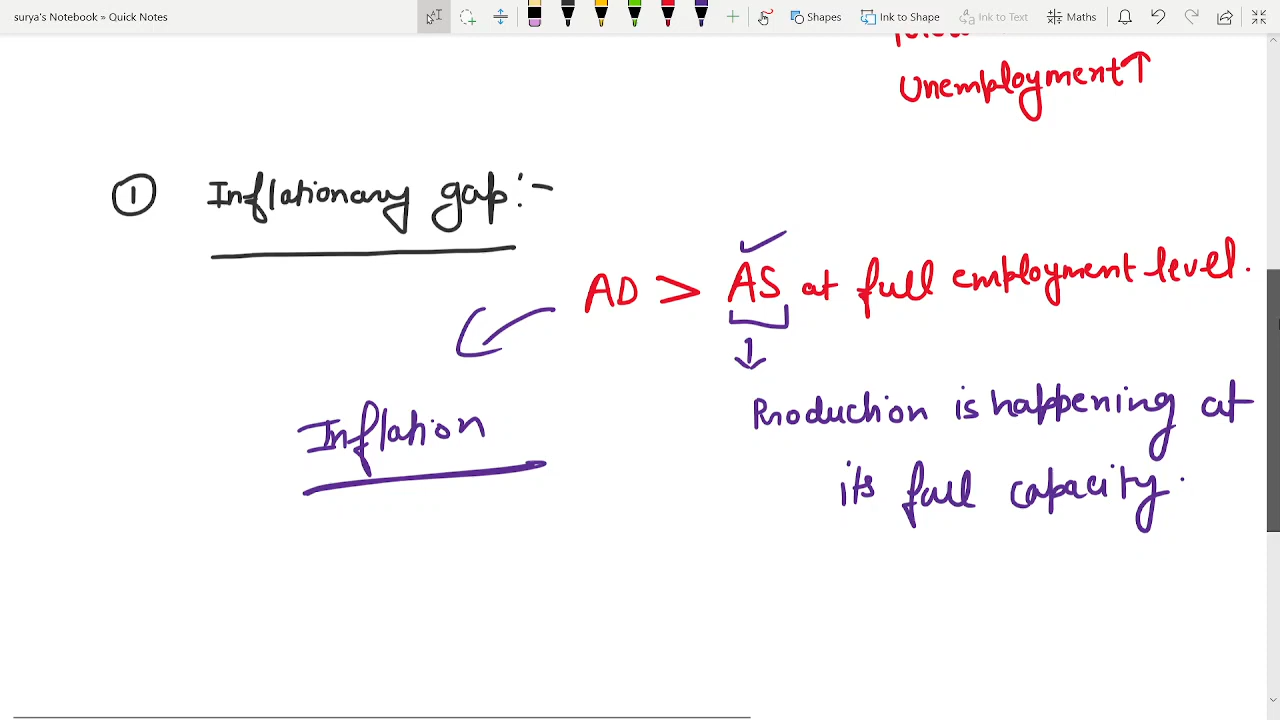 surya's Notebook » Quick Notes
Shapes Ink to Shape Ink to Text Maths
Unemployment↑
① Inflationary gap:-
AD > AS at full employment level.
Inflation
Production is happening at
its full capacity.